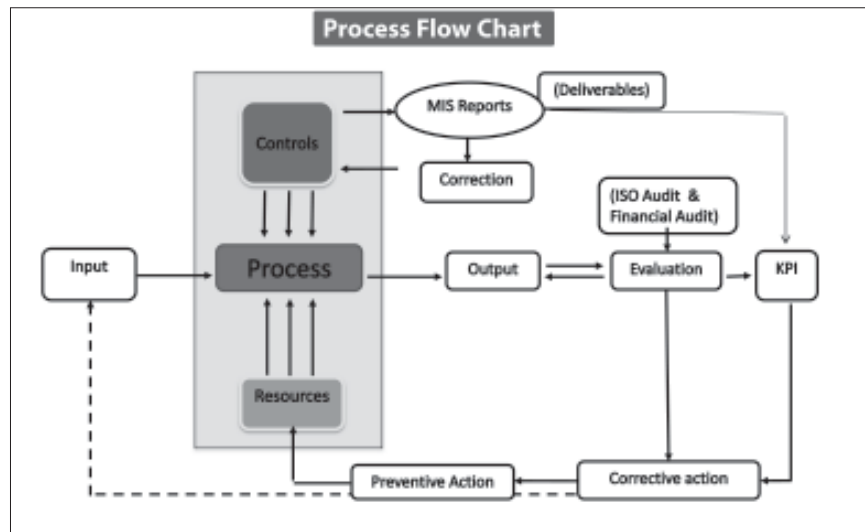 Process Flow Chart
(Deliverables)
MIS Reports
Controls
Correction
(ISO Audit &
Financial Audit)
Input
Process
Output
Evaluation
KPI
Resources
Preventive Action
Corrective action